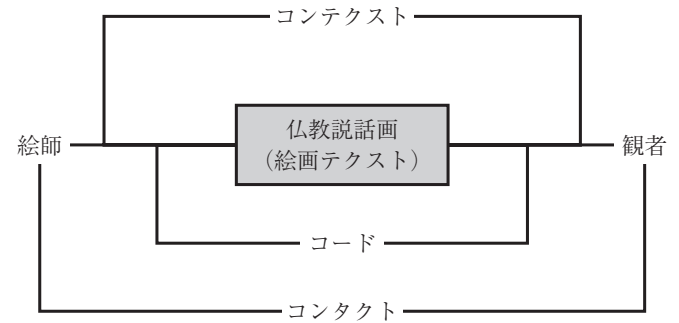 コンテクスト
絵師
仏教説話画
（絵画テクスト）
観者
コード
コンタクト